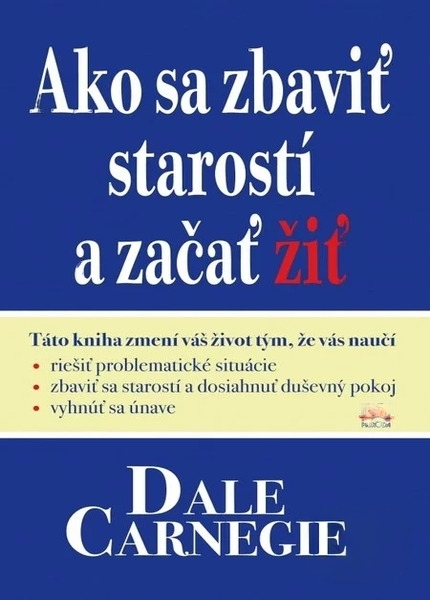 Ako sa zbaviť
starostí
a začať žiť
Táto kniha zmení váš život tým, že vás naučí
• riešiť problematické situácie
• zbaviť sa starostí a dosiahnuť duševný pokoj
• vyhnúť sa únave
DALE
CARNEGIE